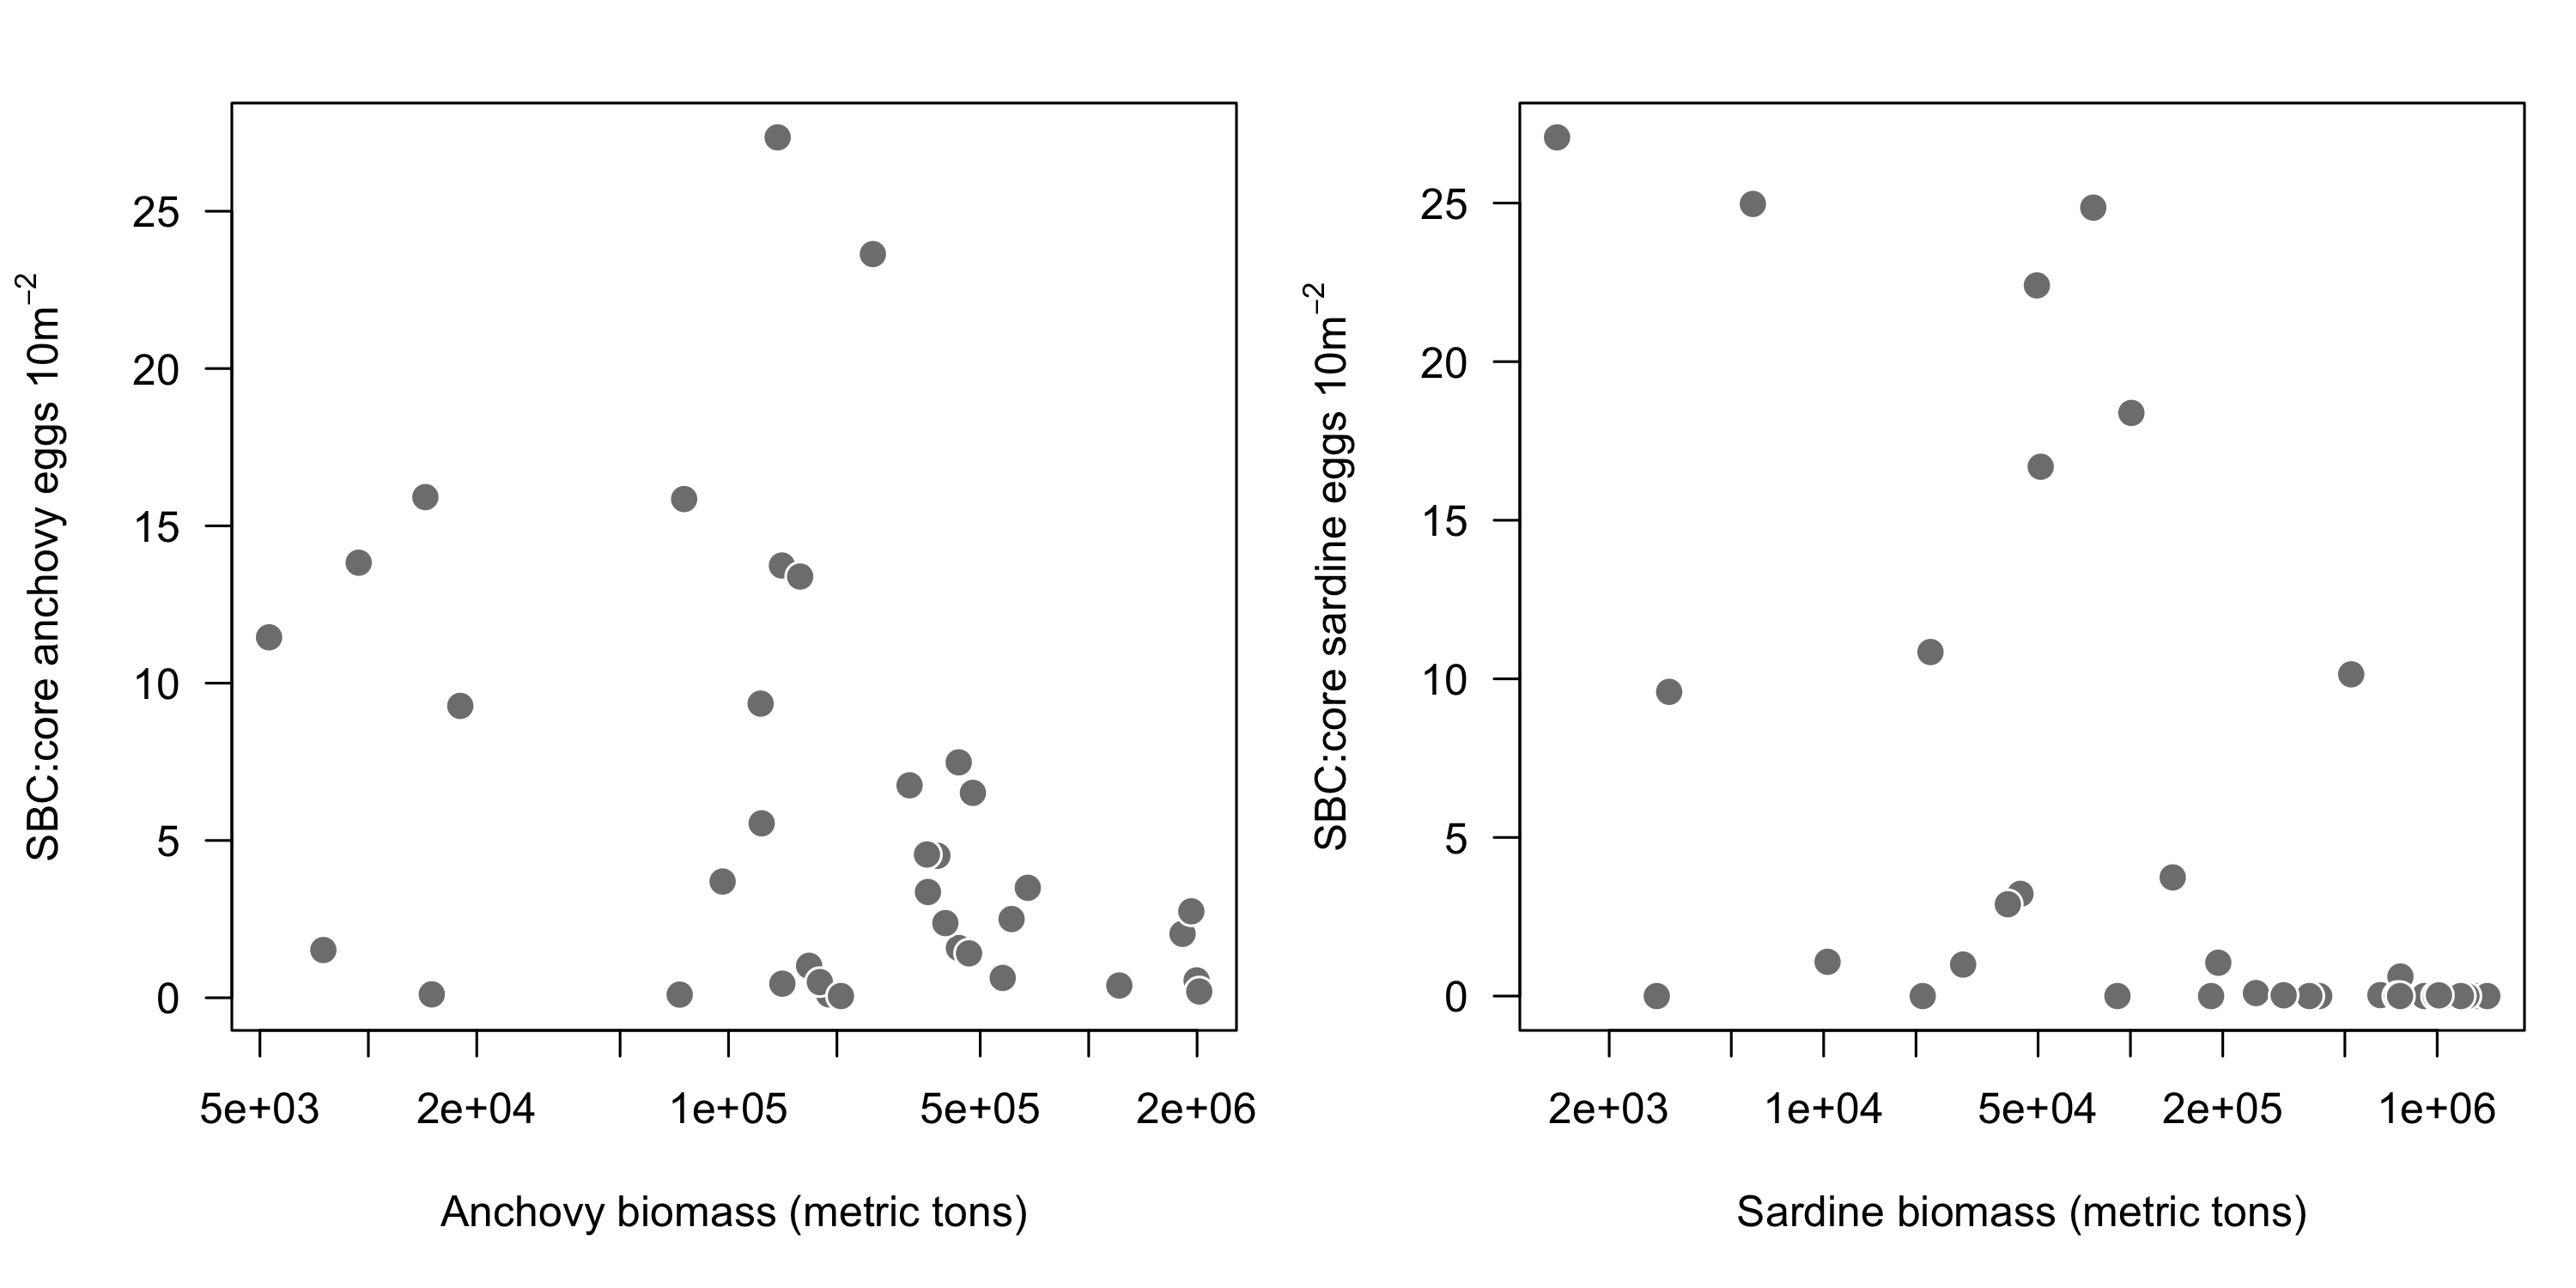 SBC:core anchovy eggs 10m−2
25
20
15
10
5
0
5e+03 2e+04 1e+05 5e+05 2e+06
Anchovy biomass (metric tons)
SBC:core sardine eggs 10m−2
25
20
15
10
5
0
2e+03 1e+04 5e+04 2e+05 1e+06
Sardine biomass (metric tons)